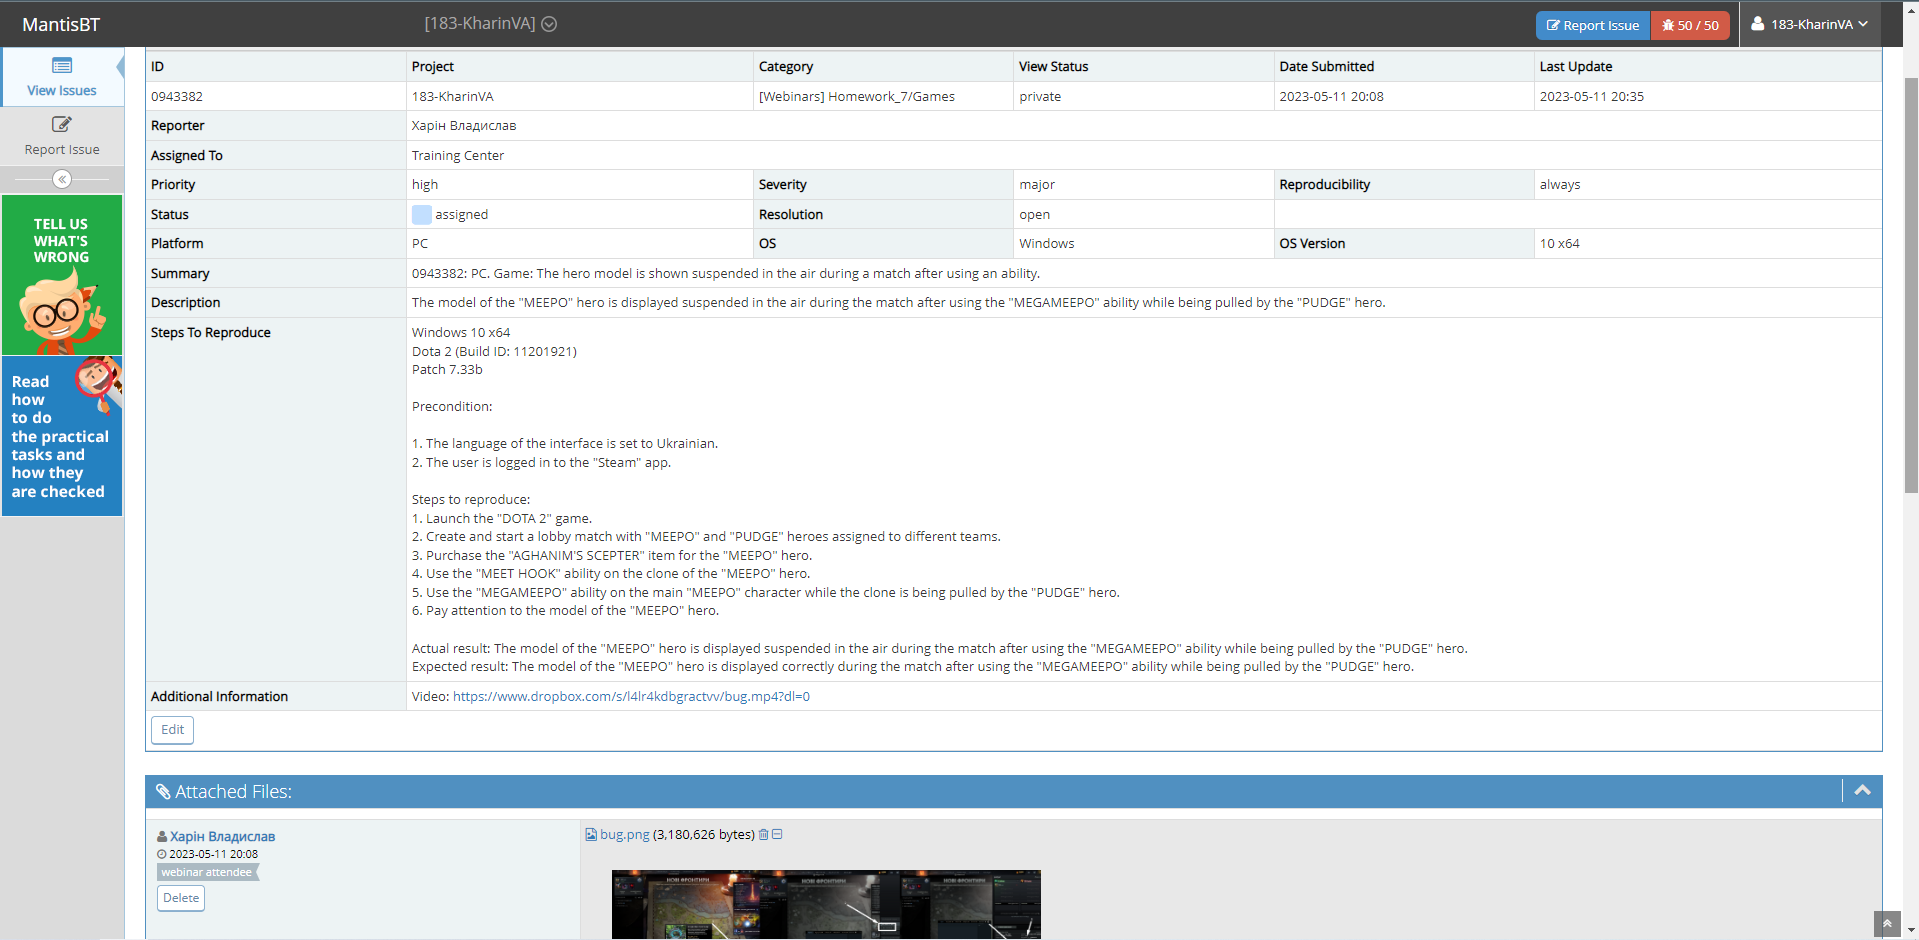 MantisBT
[183-KharinVA]
Report Issue
50 / 50
183-KharinVA
View Issues
Report Issue
TELL US
WHAT'S
WRONG
Read
how
to do
the practical
tasks and
how they
are checked
ID Project Category View Status Date Submitted Last Update
0943382 183-KharinVA [Webinars] Homework_7/Games private 2023-05-11 20:08 2023-05-11 20:35
Reporter Харін Владислав
Assigned To Training Center
Priority high Severity major Reproducibility always
Status assigned Resolution open
Platform PC OS Windows OS Version 10 x64
Summary 0943382: PC. Game: The hero model is shown suspended in the air during a match after using an ability.
Description The model of the "MEEPO" hero is displayed suspended in the air during the match after using the "MEGAMEEPO" ability while being pulled by the "PUDGE" hero.
Steps To Reproduce Windows 10 x64
Dota 2 (Build ID: 11201921)
Patch 7.33b
Precondition:
1. The language of the interface is set to Ukrainian.
2. The user is logged in to the "Steam" app.
Steps to reproduce:
1. Launch the "DOTA 2" game.
2. Create and start a lobby match with "MEEPO" and "PUDGE" heroes assigned to different teams.
3. Purchase the "AGHANIM'S SCEPTER" item for the "MEEPO" hero.
4. Use the "MEET HOOK" ability on the clone of the "MEEPO" hero.
5. Use the "MEGAMEEPO" ability on the main "MEEPO" character while the clone is being pulled by the "PUDGE" hero.
6. Pay attention to the model of the "MEEPO" hero.
Actual result: The model of the "MEEPO" hero is displayed suspended in the air during the match after using the "MEGAMEEPO" ability while being pulled by the "PUDGE" hero.
Expected result: The model of the "MEEPO" hero is displayed correctly during the match after using the "MEGAMEEPO" ability while being pulled by the "PUDGE" hero.
Additional Information Video: https://www.dropbox.com/s/l4lr4kdbgractvv/bug.mp4?dl=0
Edit
Attached Files:
Харін Владислав
2023-05-11 20:08
webinar attendee
Delete
bug.png (3,180,626 bytes)
НОВІ ФРОНТИРИ НОВІ ФРОНТИРИ НОВІ ФРОНТИРИ